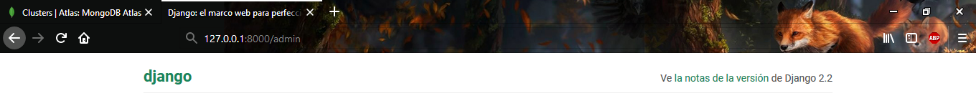 Clusters | Atlas: MongoDB Atlas
Django: el marco web para perfecc
127.0.0.1:8000/admin
ABP
django
Ve la notas de la versión de Django 2.2